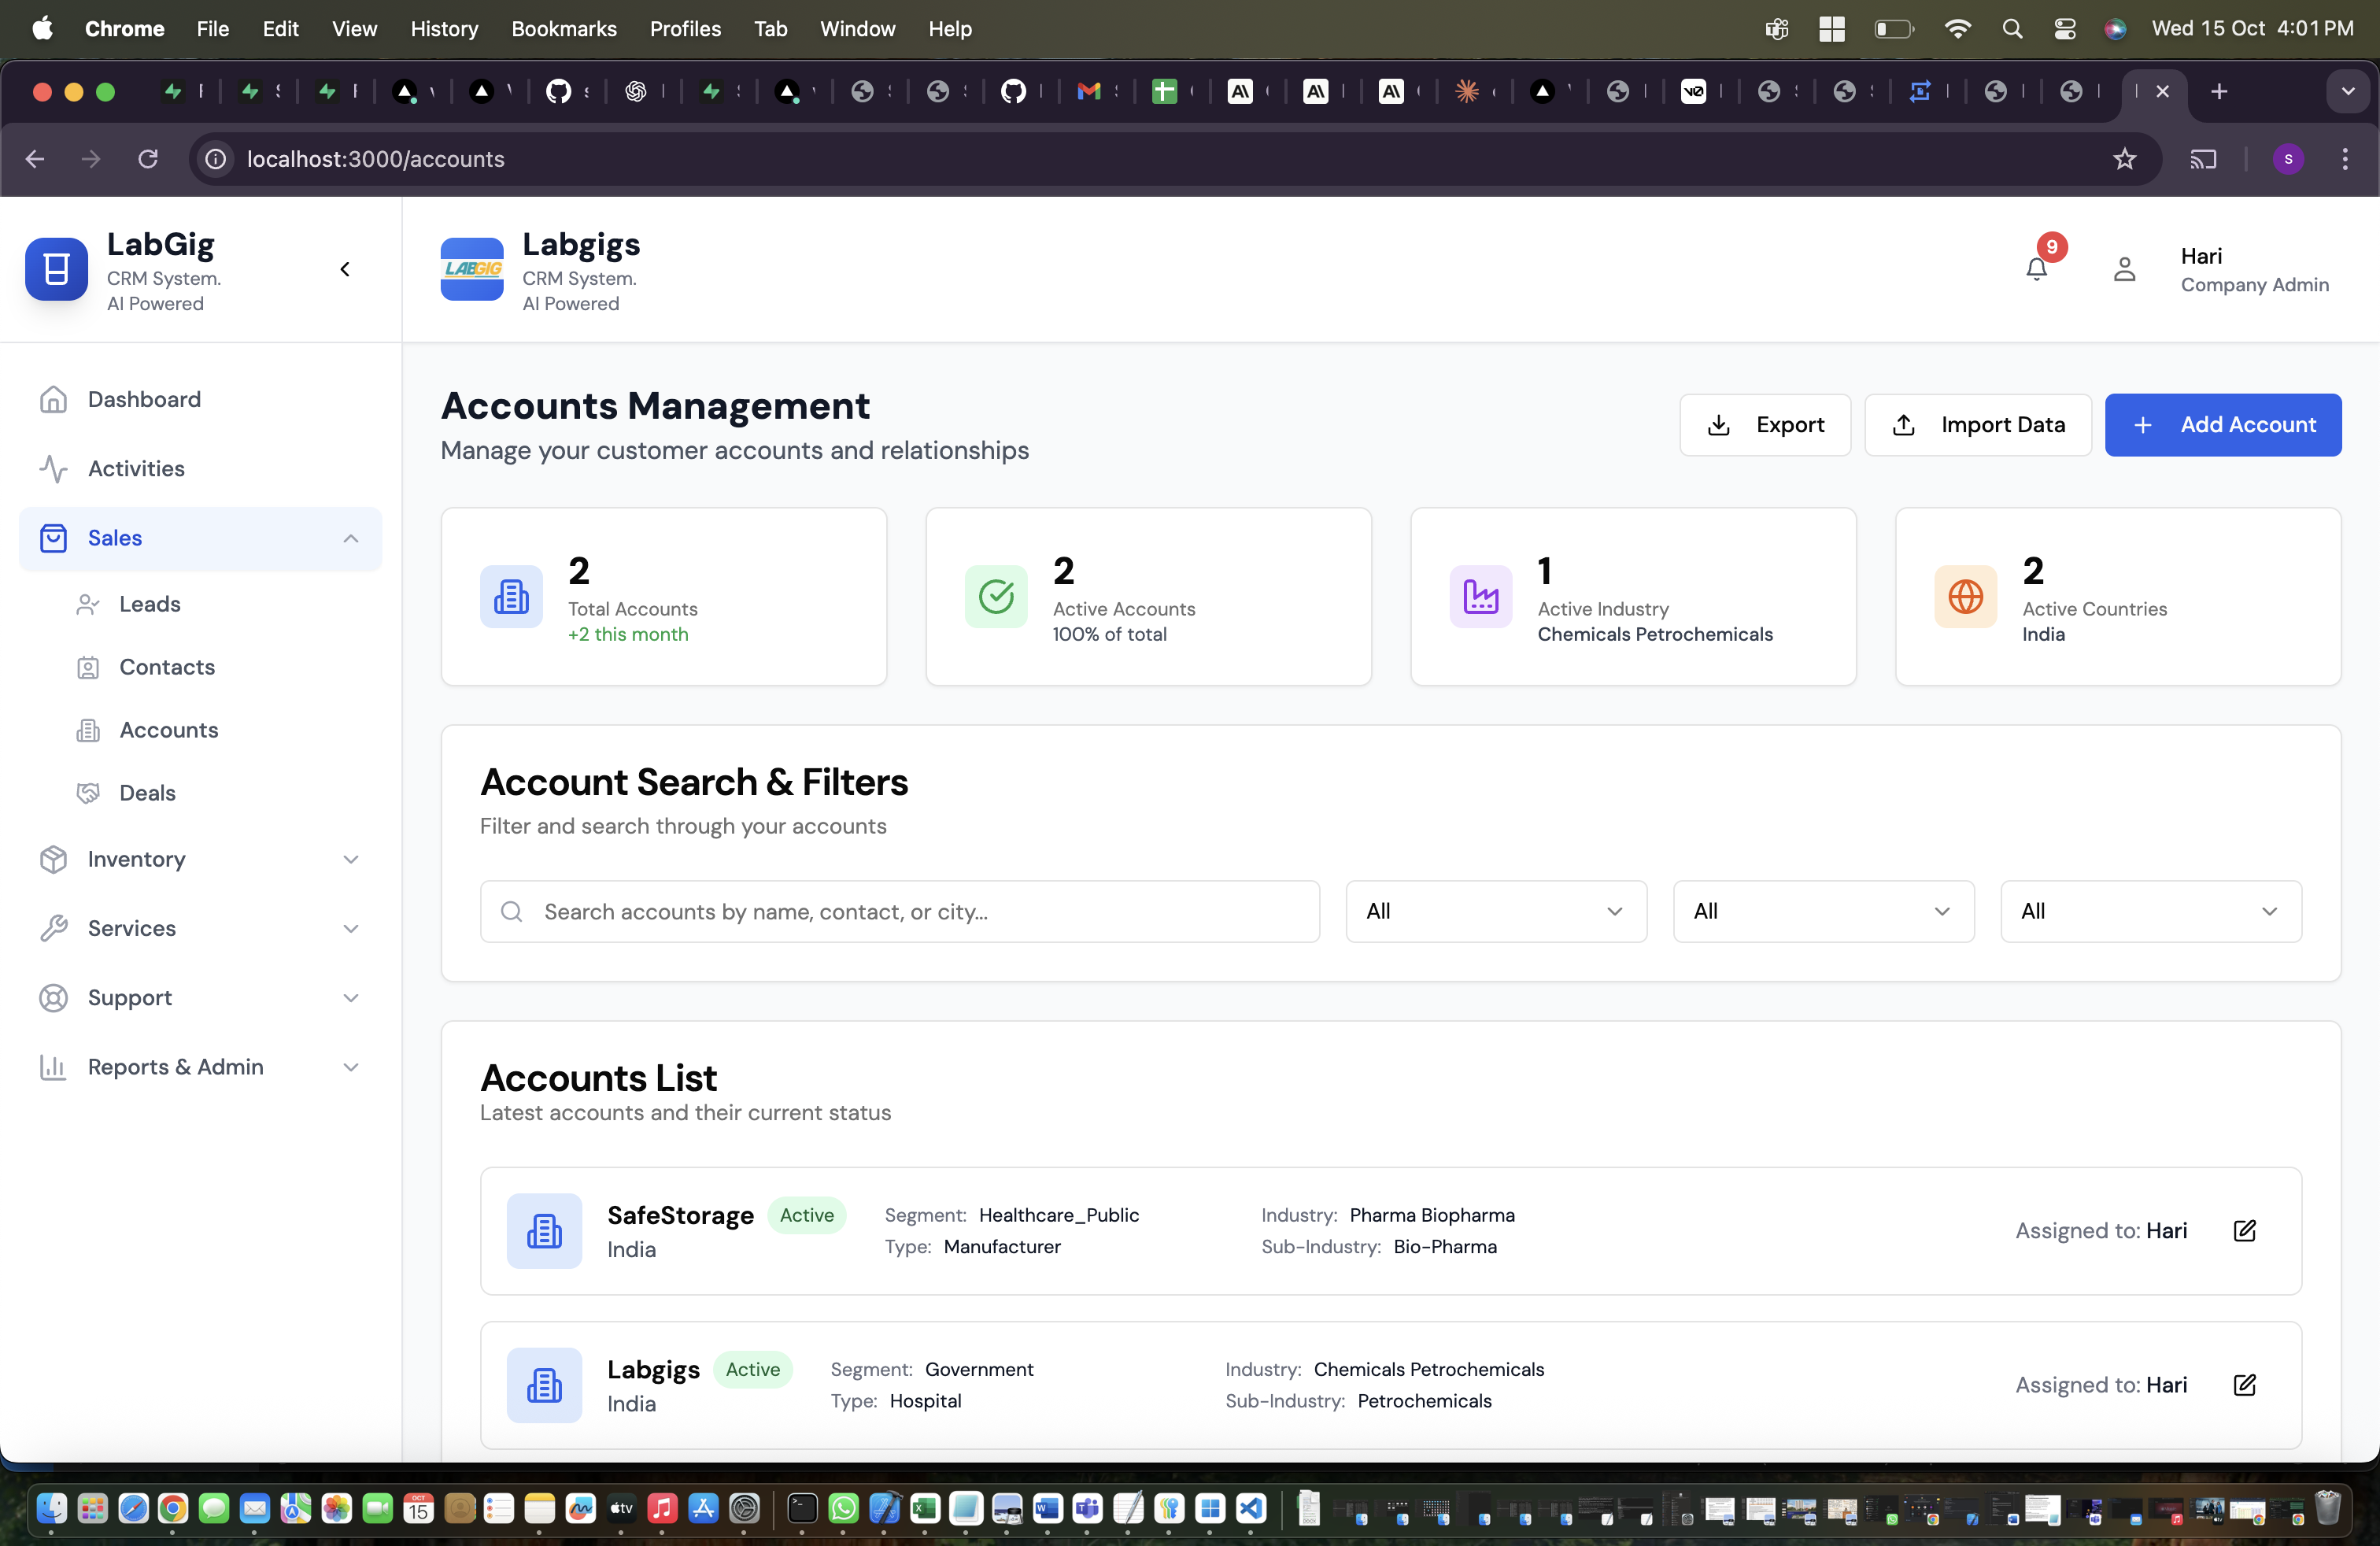 Chrome File Edit View History Bookmarks Profiles Tab Window Help
Wed 15 Oct 4:01 PM
localhost:3000/accounts
S
LabGig
CRM System.
AI Powered
LABGIG
Labgigs
CRM System.
AI Powered
9
Hari
Company Admin
Dashboard
Activities
Sales
Leads
Contacts
Accounts
Deals
Inventory
Services
Support
Reports & Admin
Accounts Management
Manage your customer accounts and relationships
Export
Import Data
Add Account
2
Total Accounts
+2 this month
2
Active Accounts
100% of total
1
Active Industry
Chemicals Petrochemicals
2
Active Countries
India
Account Search & Filters
Filter and search through your accounts
Search accounts by name, contact, or city...
All
All
All
Accounts List
Latest accounts and their current status
SafeStorage Active
India
Segment: Healthcare_Public
Type: Manufacturer
Industry: Pharma Biopharma
Sub-Industry: Bio-Pharma
Assigned to: Hari
Labgigs Active
India
Segment: Government
Type: Hospital
Industry: Chemicals Petrochemicals
Sub-Industry: Petrochemicals
Assigned to: Hari
OCT
15
tv